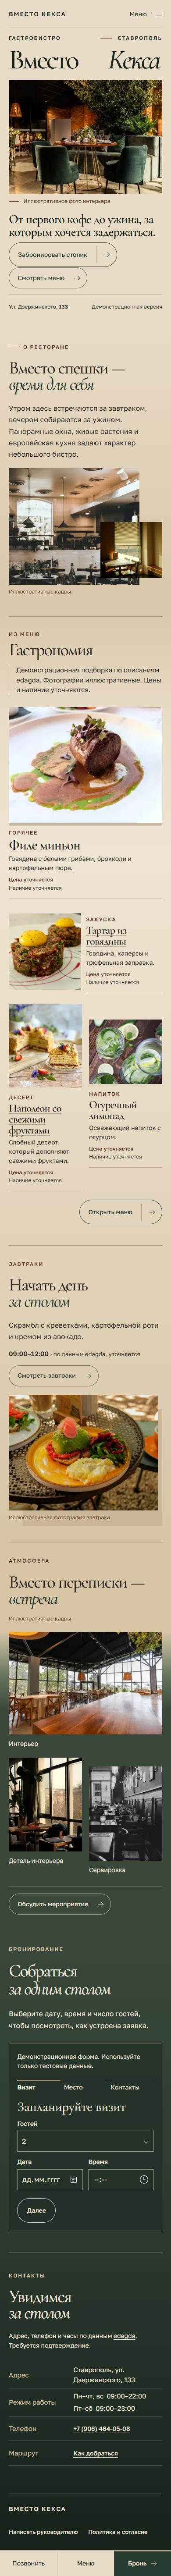 ВМЕСТО КЕКСА
Меню
ГАСТРОБИСТРО
СТАВРОПОЛЬ
Вместо
Кекса
Иллюстративное фото интерьера
От первого кофе до ужина, за
которым хочется задержаться.
Забронировать столик →
Смотреть меню →
Ул. Дзержинского, 133
Демонстрационная версия
О РЕСТОРАНЕ
Вместо спешки —
время для себя
Утром здесь встречаются за завтраком,
вечером собираются за ужином.
Панорамные окна, живые растения и
европейская кухня задают характер
небольшого бистро.
Иллюстративные кадры
ИЗ МЕНЮ
Гастрономия
Демонстрационная подборка по описаниям
edagda. Фотографии иллюстративные. Цены
и наличие уточняются.
ГОРЯЧЕЕ
Филе миньон
Говядина с белыми грибами, брокколи и
картофельным пюре.
Цена уточняется
Наличие уточняется
ЗАКУСКА
Тартар из
говядины
Говядина, каперсы и
трюфельная заправка.
Цена уточняется
Наличие уточняется
ДЕСЕРТ
Наполеон со
свежими
фруктами
Слоёный десерт,
который дополняют
свежими фруктами.
Цена уточняется
Наличие уточняется
НАПИТОК
Огуречный
лимонад
Освежающий напиток с
огурцом.
Цена уточняется
Наличие уточняется
Открыть меню →
ЗАВТРАКИ
Начать день
за столом
Скрэмбл с креветками, картофельной рости
и кремом из авокадо.
09:00–12:00 · по данным edagda, уточняется
Смотреть завтраки →
Иллюстративная фотография завтрака
АТМОСФЕРА
Вместо переписки —
встреча
Иллюстративные кадры
Интерьер
Деталь интерьера
Сервировка
Обсудить мероприятие →
БРОНИРОВАНИЕ
Собраться
за одним столом
Выберите дату, время и число гостей,
чтобы посмотреть, как устроена заявка.
Демонстрационная форма. Используйте
только тестовые данные.
Визит
Место
Контакты
Запланируйте визит
Гостей
2
Дата
Время
дд.мм.гггг
--:--
Далее
КОНТАКТЫ
Увидимся
за столом
Адрес, телефон и часы по данным edagda.
Требуется подтверждение.
Адрес
Ставрополь, ул.
Дзержинского, 133
Режим работы
Пн–чт, вс 09:00–22:00
Пт–сб 09:00–23:00
Телефон
+7 (906) 464-05-08
Маршрут
Как добраться
ВМЕСТО КЕКСА
Написать руководителю
Политика и согласие
Позвонить
Меню
Бронь →